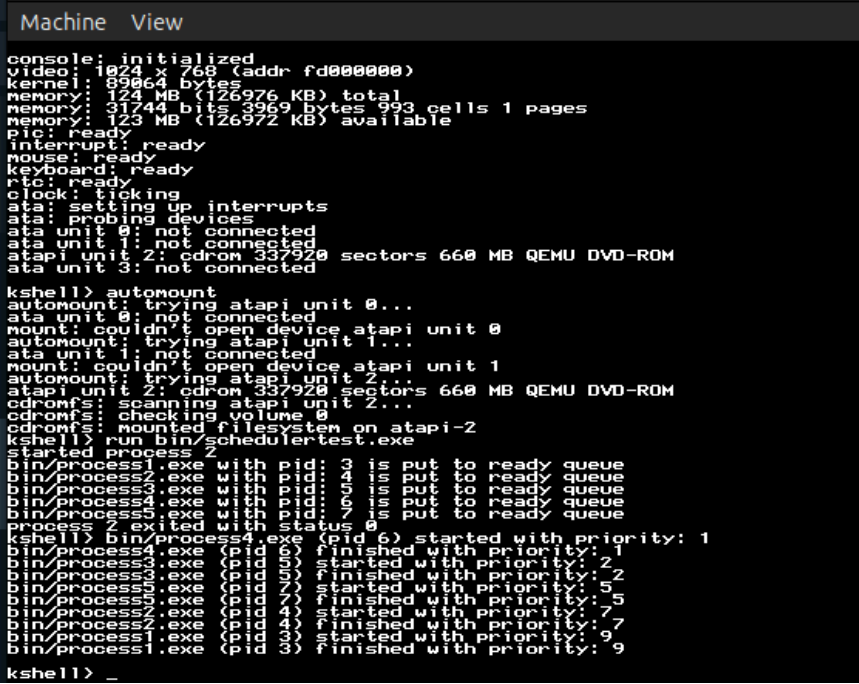 Machine View
console: initialized
video: 1024 x 768 (addr fd000000)
kernel: 89064 bytes
memory: 124 MB (126976 KB) total
memory: 31744 bits 3969 bytes 993 cells 1 pages
memory: 123 MB (126972 KB) available
pic: ready
interrupt: ready
mouse: ready
keyboard: ready
rtc: ready
clock: ticking
ata: setting up interrupts
ata: probing devices
ata unit 0: not connected
ata unit 1: not connected
atapi unit 2: cdrom 337920 sectors 660 MB QEMU DVD-ROM
ata unit 3: not connected
kshell> automount
automount: trying atapi unit 0...
ata unit 0: not connected
mount: couldn't open device atapi unit 0
automount: trying atapi unit 1...
ata unit 1: not connected
mount: couldn't open device atapi unit 1
automount: trying atapi unit 2...
atapi unit 2: cdrom 337920 sectors 660 MB QEMU DVD-ROM
cdromfs: scanning atapi unit 2...
cdromfs: checking volume 0
cdromfs: mounted filesystem on atapi-2
kshell> run bin/schedulertest.exe
started process 2
bin/process1.exe with pid: 3 is put to ready queue
bin/process2.exe with pid: 4 is put to ready queue
bin/process3.exe with pid: 5 is put to ready queue
bin/process4.exe with pid: 6 is put to ready queue
bin/process5.exe with pid: 7 is put to ready queue
process 2 exited with status 0
kshell> bin/process4.exe (pid 6) started with priority: 1
bin/process4.exe (pid 6) finished with priority: 1
bin/process3.exe (pid 5) started with priority: 2
bin/process3.exe (pid 5) finished with priority: 2
bin/process5.exe (pid 7) started with priority: 5
bin/process5.exe (pid 7) finished with priority: 5
bin/process2.exe (pid 4) started with priority: 7
bin/process2.exe (pid 4) finished with priority: 7
bin/process1.exe (pid 3) started with priority: 9
bin/process1.exe (pid 3) finished with priority: 9
kshell> _